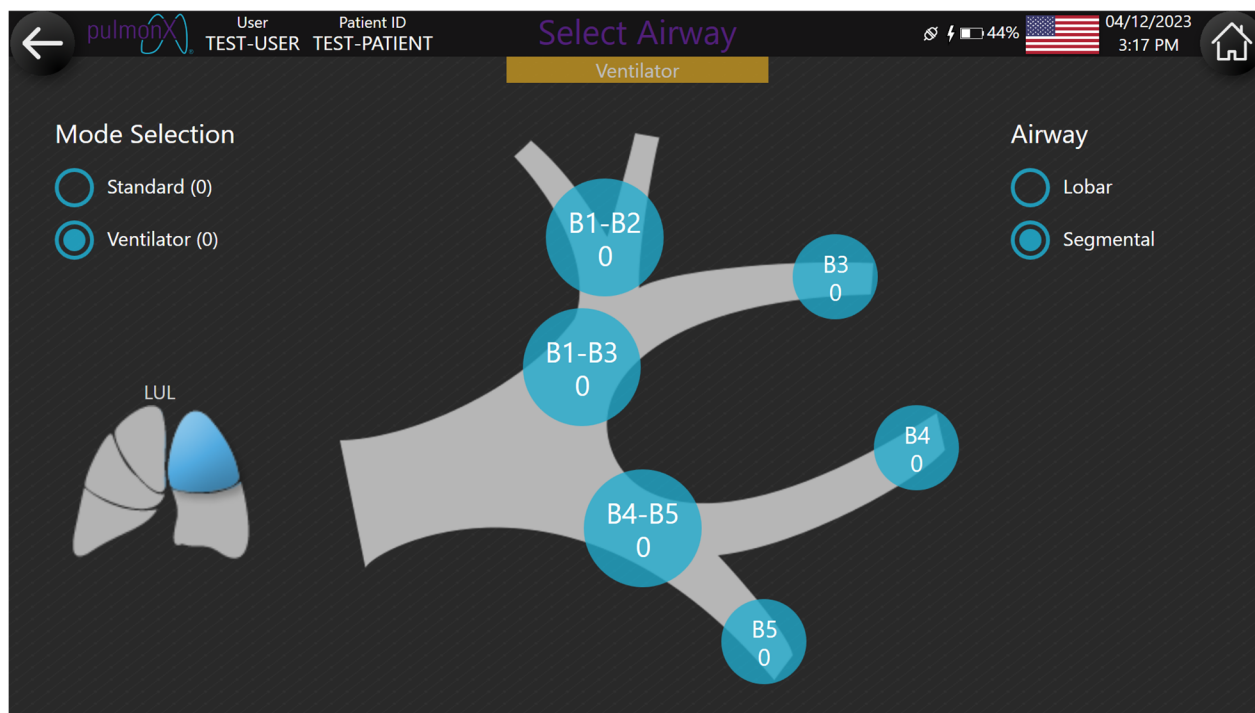 pulmonX
User
TEST-USER
Patient ID
TEST-PATIENT
Select Airway
44%
04/12/2023
3:17 PM
Ventilator
Mode Selection
Standard (0)
Ventilator (0)
Airway
Lobar
Segmental
LUL
B1-B2
0
B3
0
B1-B3
0
B4
0
B4-B5
0
B5
0